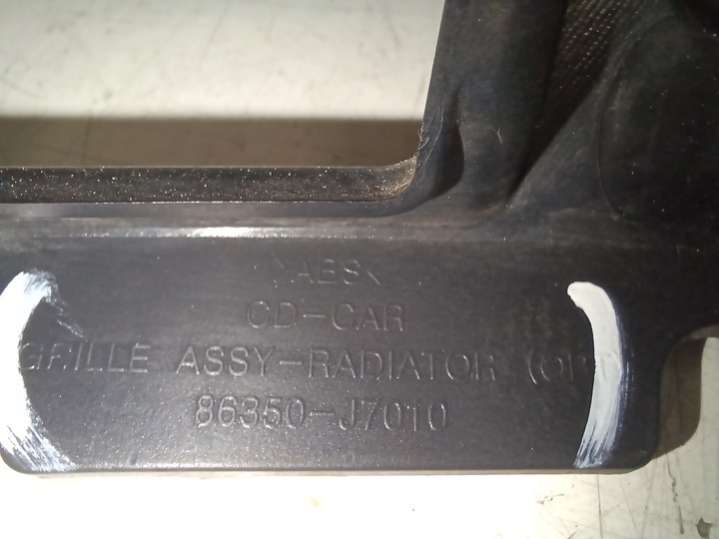 >ABS<
CD-CAR
GRILLE ASSY-RADIATOR
86350-J7010